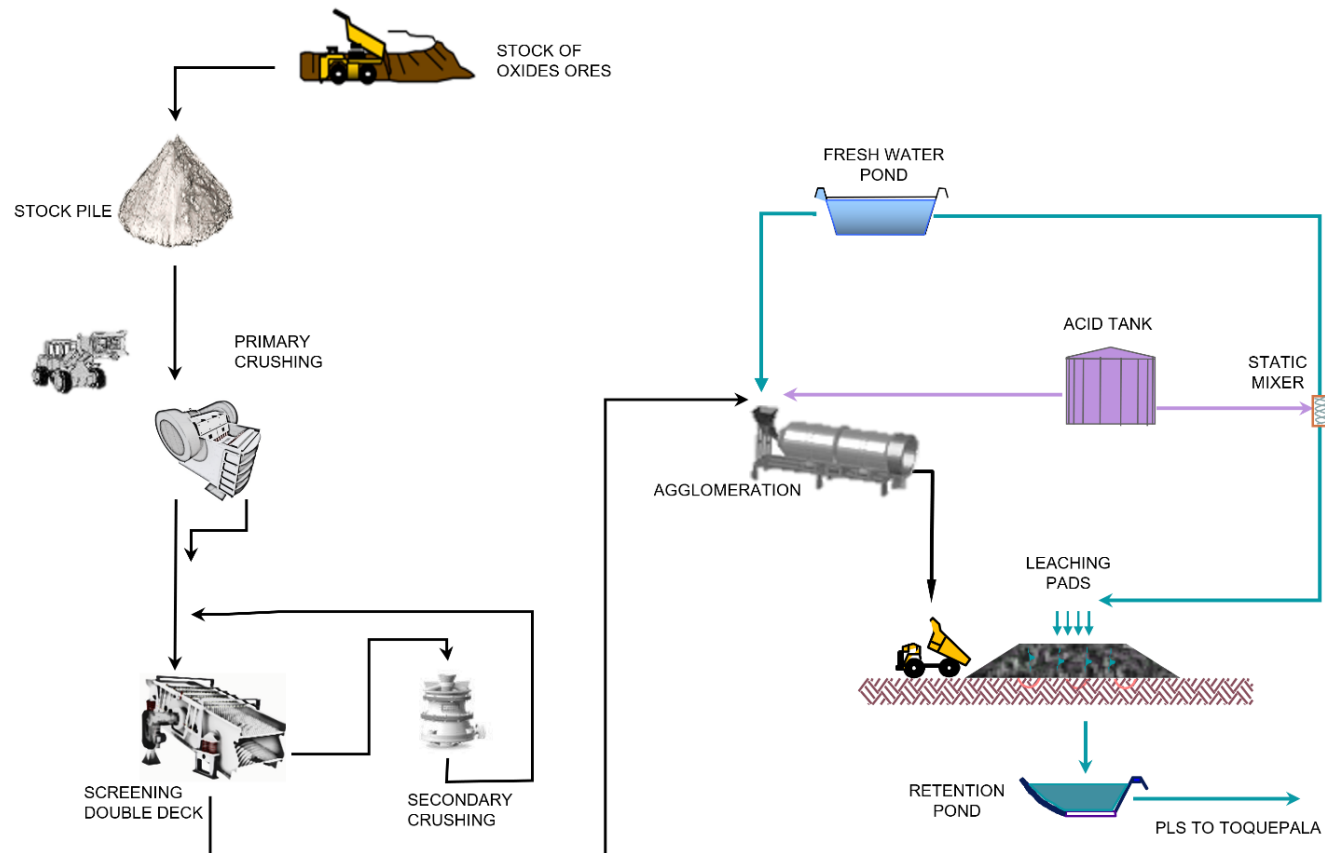 STOCK OF
OXIDES ORES
STOCK PILE
PRIMARY
CRUSHING
SCREENING
DOUBLE DECK
SECONDARY
CRUSHING
FRESH WATER
POND
ACID TANK
STATIC
MIXER
AGGLOMERATION
LEACHING
PADS
RETENTION
POND
PLS TO TOQUEPALA